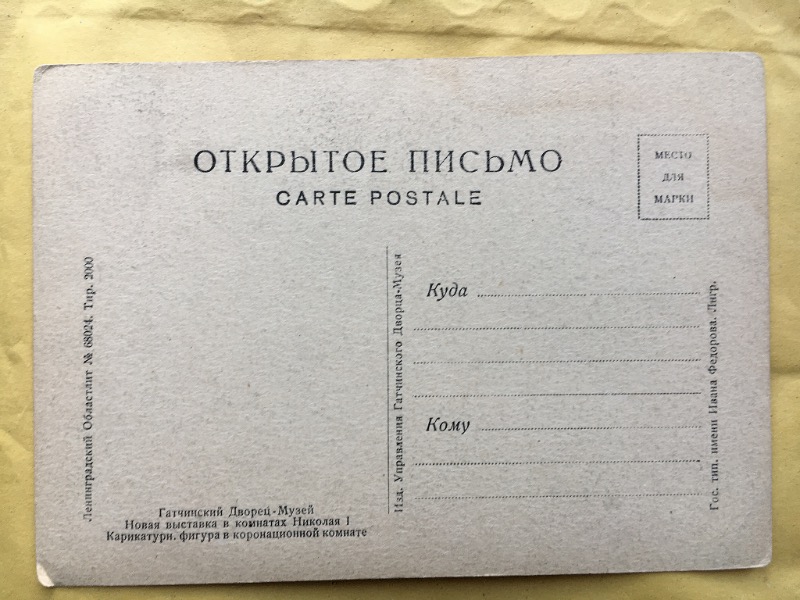 ОТКРЫТОЕ ПИСЬМО
CARTE POSTALE
МЕСТО
ДЛЯ
МАРКИ
Ленинградский Областлит № 68024. Тир. 2000
Изд. Управления Гатчинского Дворца-Музея
Куда
Кому
Гос. тип. имени Ивана Федорова. Лнгр.
Гатчинский Дворец-Музей
Новая выставка в комнатах Николая I
Карикатурн. фигура в коронационной комнате